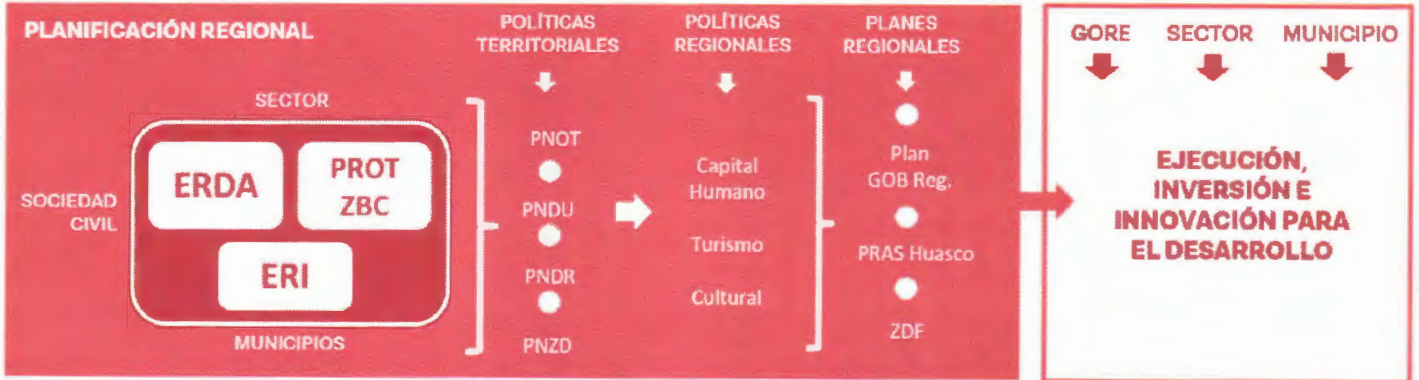 PLANIFICACIÓN REGIONAL
SECTOR
SOCIEDAD
CIVIL
ERDA
PROT
ZBC
ERI
MUNICIPIOS
POLÍTICAS
TERRITORIALES
PNOT
PNDU
PNDR
PNZD
POLÍTICAS
REGIONALES
Capital
Humano
Turismo
Cultural
PLANES
REGIONALES
Plan
GOB Reg.
PRAS Huasco
ZDF
GORE
SECTOR
MUNICIPIO
EJECUCIÓN,
INVERSIÓN E
INNOVACIÓN PARA
EL DESARROLLO